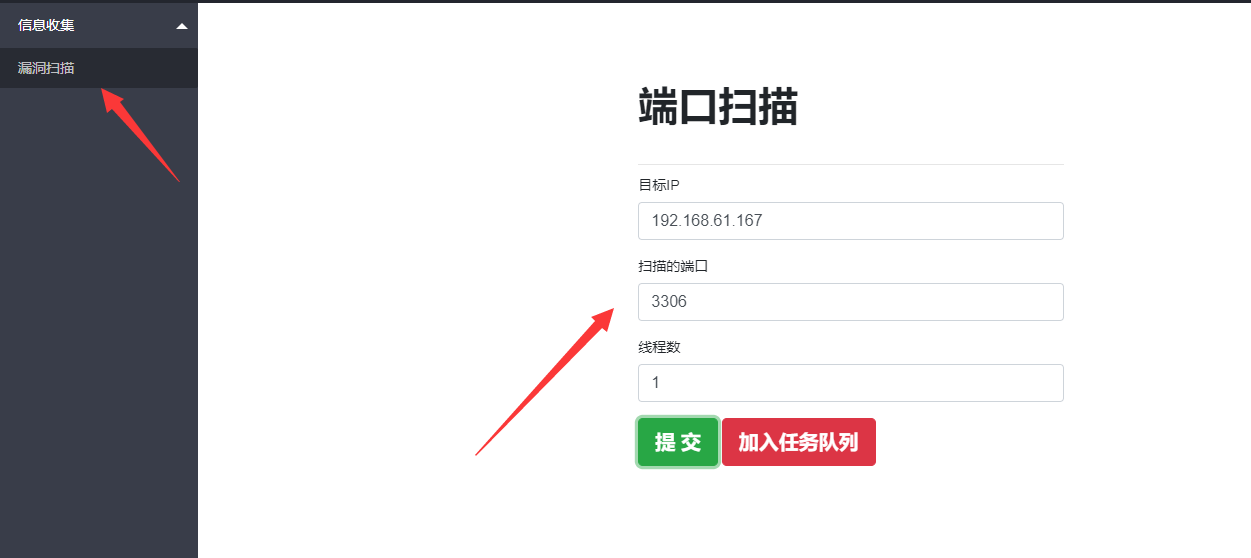 信息收集
漏洞扫描
端口扫描
目标IP
192.168.61.167
扫描的端口
3306
线程数
1
提 交 加入任务队列